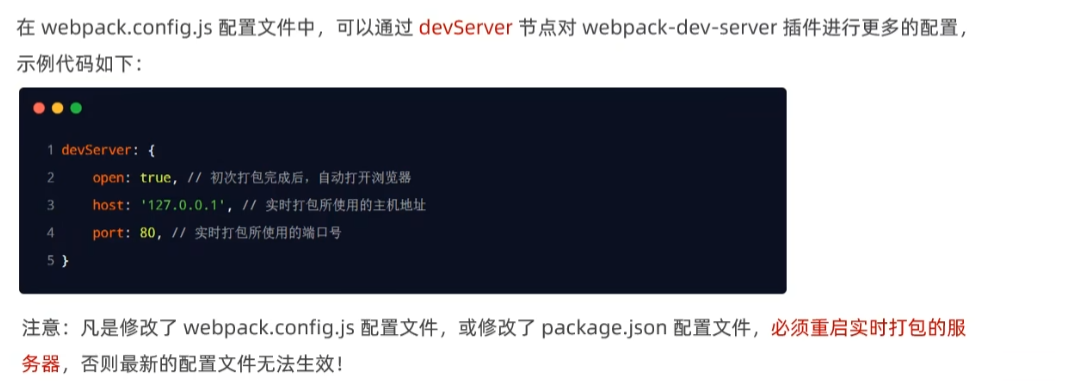 在 webpack.config.js 配置文件中，可以通过 devServer 节点对 webpack-dev-server 插件进行更多的配置，
示例代码如下：
1 devServer: {
2 open: true, // 初次打包完成后，自动打开浏览器
3 host: '127.0.0.1', // 实时打包所使用的主机地址
4 port: 80, // 实时打包所使用的端口号
5 }
注意：凡是修改了 webpack.config.js 配置文件，或修改了 package.json 配置文件，必须重启实时打包的服
务器，否则最新的配置文件无法生效！